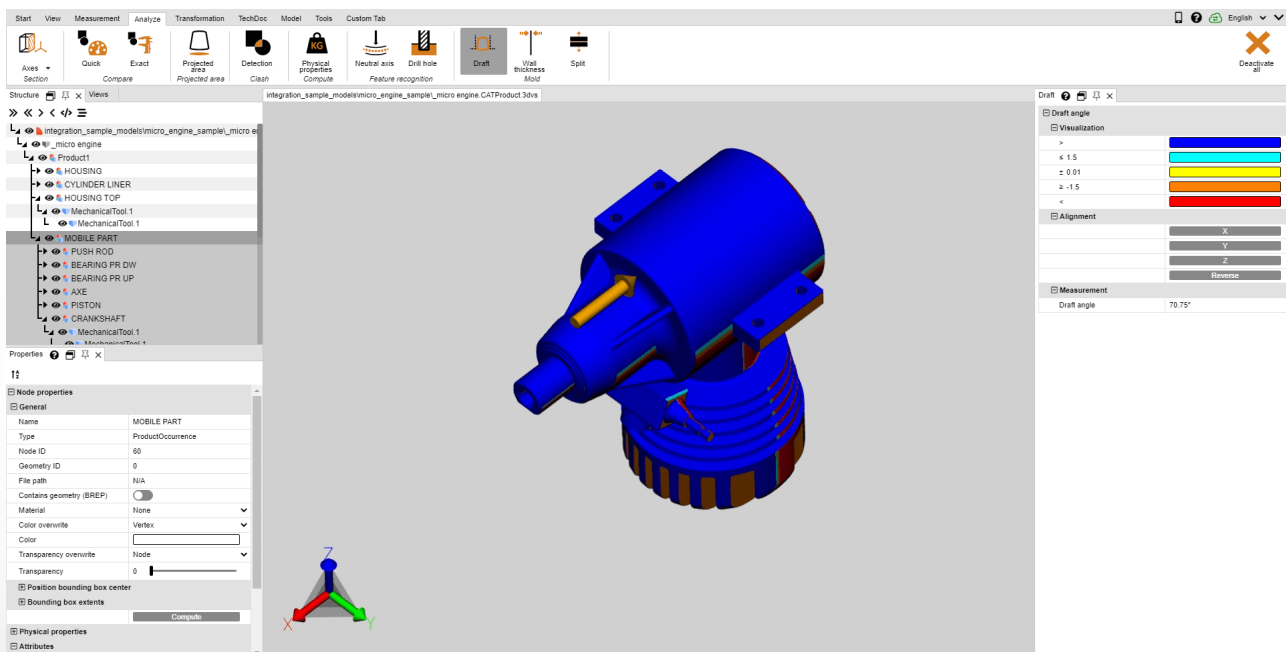 Start View Measurement Analyze Transformation TechDoc Model Tools Custom Tab English
Axes Quick Exact Projected area Detection KG Physical properties Neutral axis Drill hole Draft Wall thickness Split Deactivate all
Section Compare Projected area Clash Compute Feature recognition Mold
Structure Views
integration_sample_models\micro_engine_sample\_micro en
_micro engine
Product1
HOUSING
CYLINDER LINER
HOUSING TOP
MechanicalTool.1
MechanicalTool.1
MOBILE PART
PUSH ROD
BEARING PR DW
BEARING PR UP
AXE
PISTON
CRANKSHAFT
MechanicalTool.1
MechanicalTool.1
Properties
Node properties
General
Name MOBILE PART
Type ProductOccurrence
Node ID 60
Geometry ID 0
File path N/A
Contains geometry (BREP)
Material None
Color overwrite Vertex
Color
Transparency overwrite Node
Transparency 0
Position bounding box center
Bounding box extents
Compute
Physical properties
Attributes
integration_sample_models\micro_engine_sample\_micro engine.CATProduct.3dvs
Z
X
Y
Draft
Draft angle
Visualization
>
≤ 1.5
± 0.01
≥ -1.5
<
Alignment
X
Y
Z
Reverse
Measurement
Draft angle 70.75°